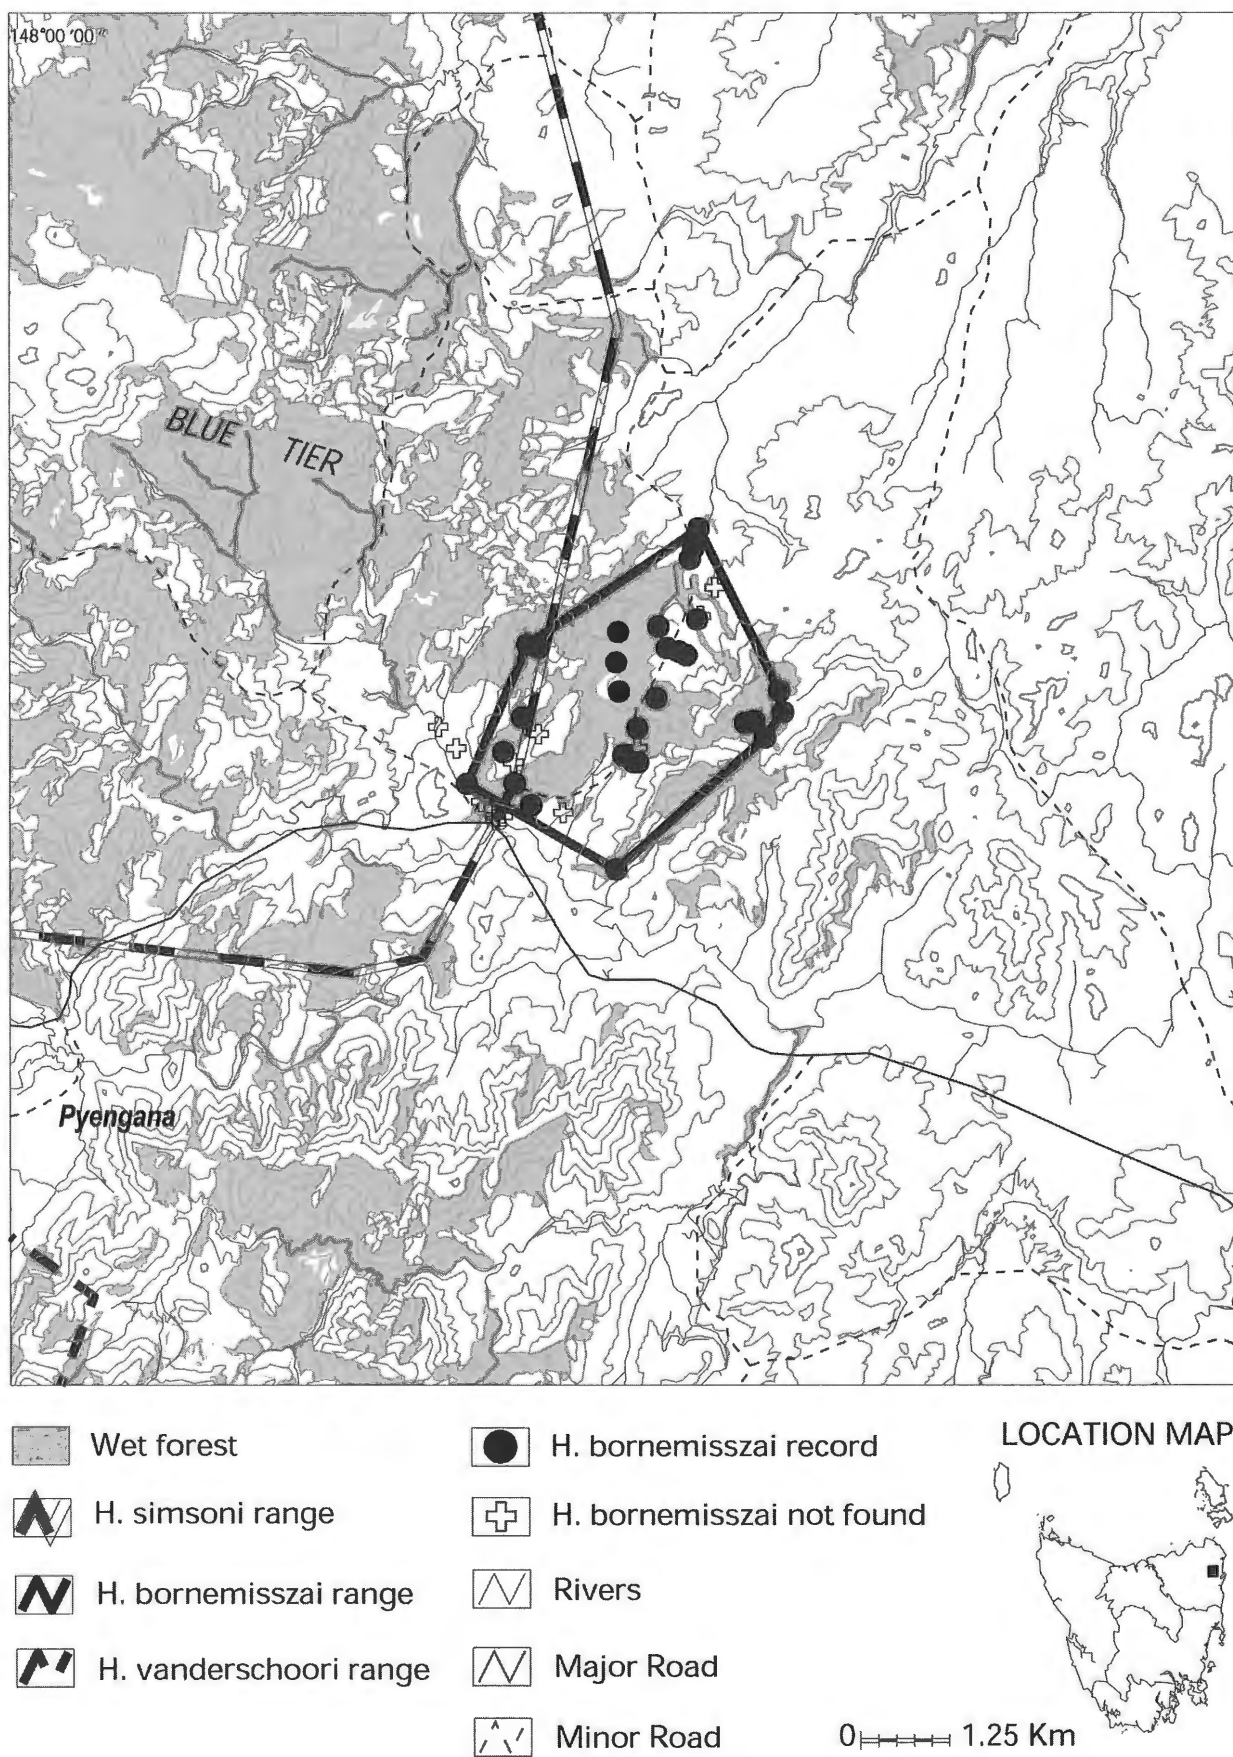 148°00 '00"
BLUE TIER
Pyengana
Wet forest
H. simsoni range
H. bornemisszai range
H. vanderschoori range
H. bornemisszai record
H. bornemisszai not found
Rivers
Major Road
Minor Road
LOCATION MAP
0 1.25 Km